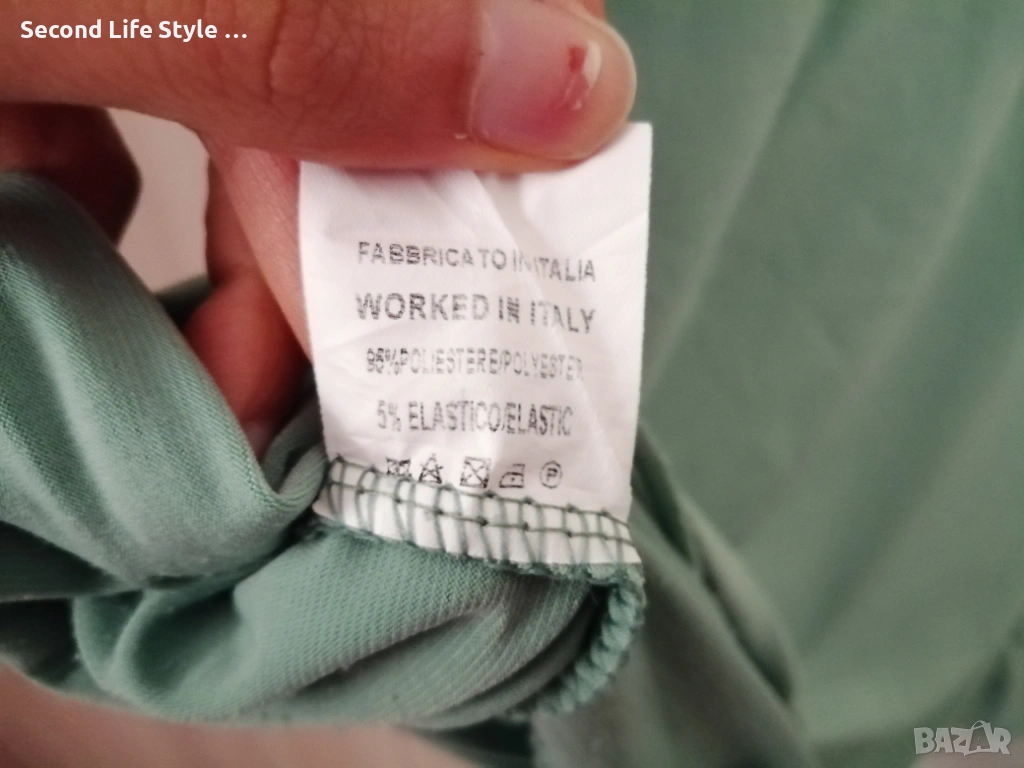 Second Life Style ...
FABBRICATO IN ITALIA
WORKED IN ITALY
95%POLIESTERE/POLYESTER
5% ELASTICO/ELASTIC
P
BAZAR